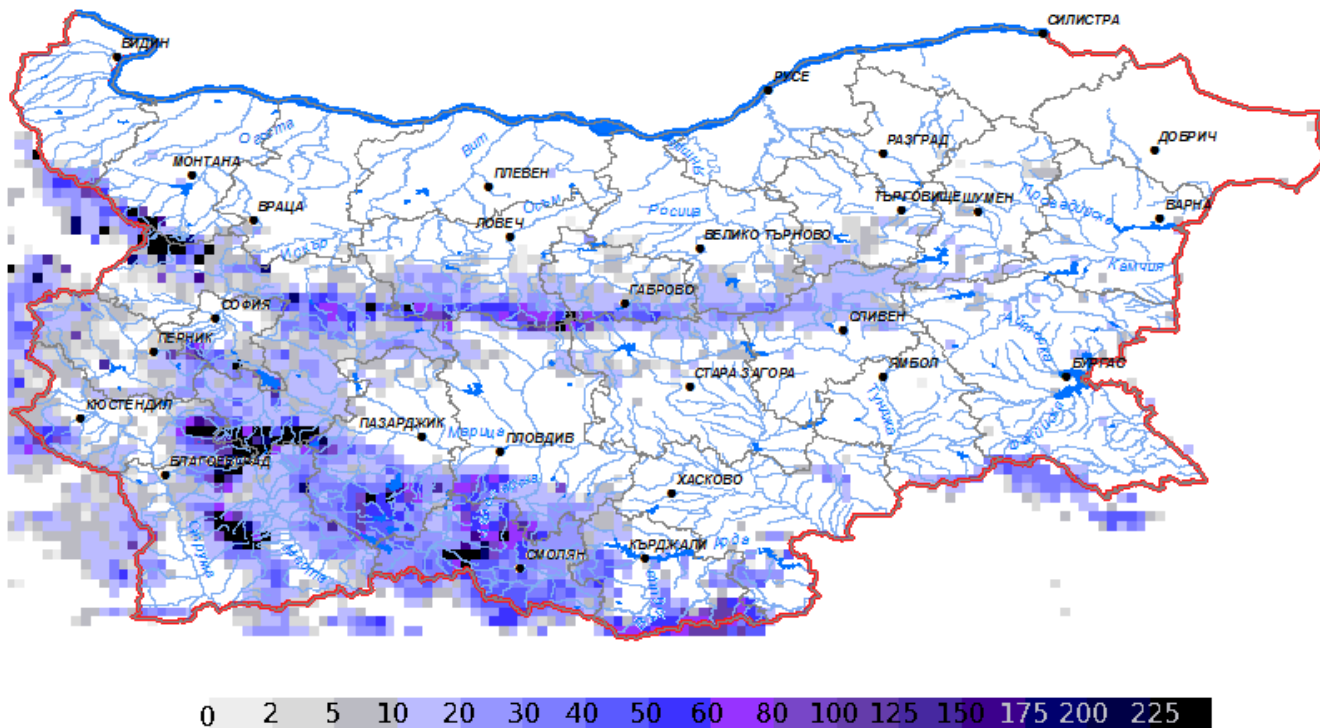 СИЛИСТРА
ВИДИН
РУСЕ
Огоста
РАЗГРАД
ДОБРИЧ
МОНТАНА
Вит
ПЛЕВЕН
ТЪРГОВИЩЕ
ШУМЕН
ВРАЦА
Осъм
Росица
ВАРНА
ЛОВЕЧ
ВЕЛИКО ТЪРНОВО
Искър
Камчия
ГАБРОВО
СОФИЯ
СЛИВЕН
ПЕРНИК
ЯМБОЛ
БУРГАС
СТАРА ЗАГОРА
КЮСТЕНДИЛ
Тунджа
ПАЗАРДЖИК
Марица
ПЛОВДИВ
БЛАГОЕВГРАД
ХАСКОВО
Струма
Места
СМОЛЯН
КЪРДЖАЛИ
0 2 5 10 20 30 40 50 60 80 100 125 150 175 200 225